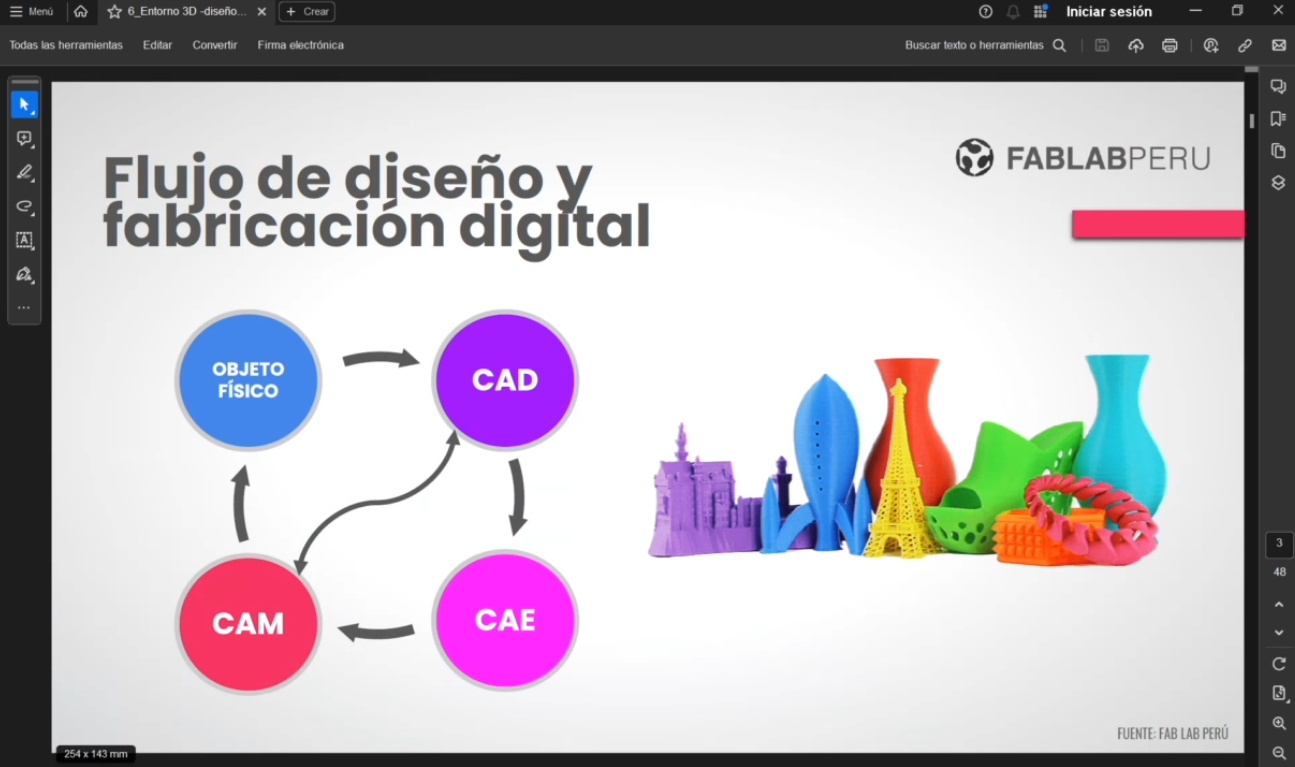 Menú
6_Entorno 3D -diseño...
Crear
Iniciar sesión
Todas las herramientas
Editar
Convertir
Firma electrónica
Buscar texto o herramientas
Flujo de diseño y
fabricación digital
FABLABPERU
OBJETO
FÍSICO
CAD
CAM
CAE
FUENTE: FAB LAB PERÚ
254 x 143 mm
3
48